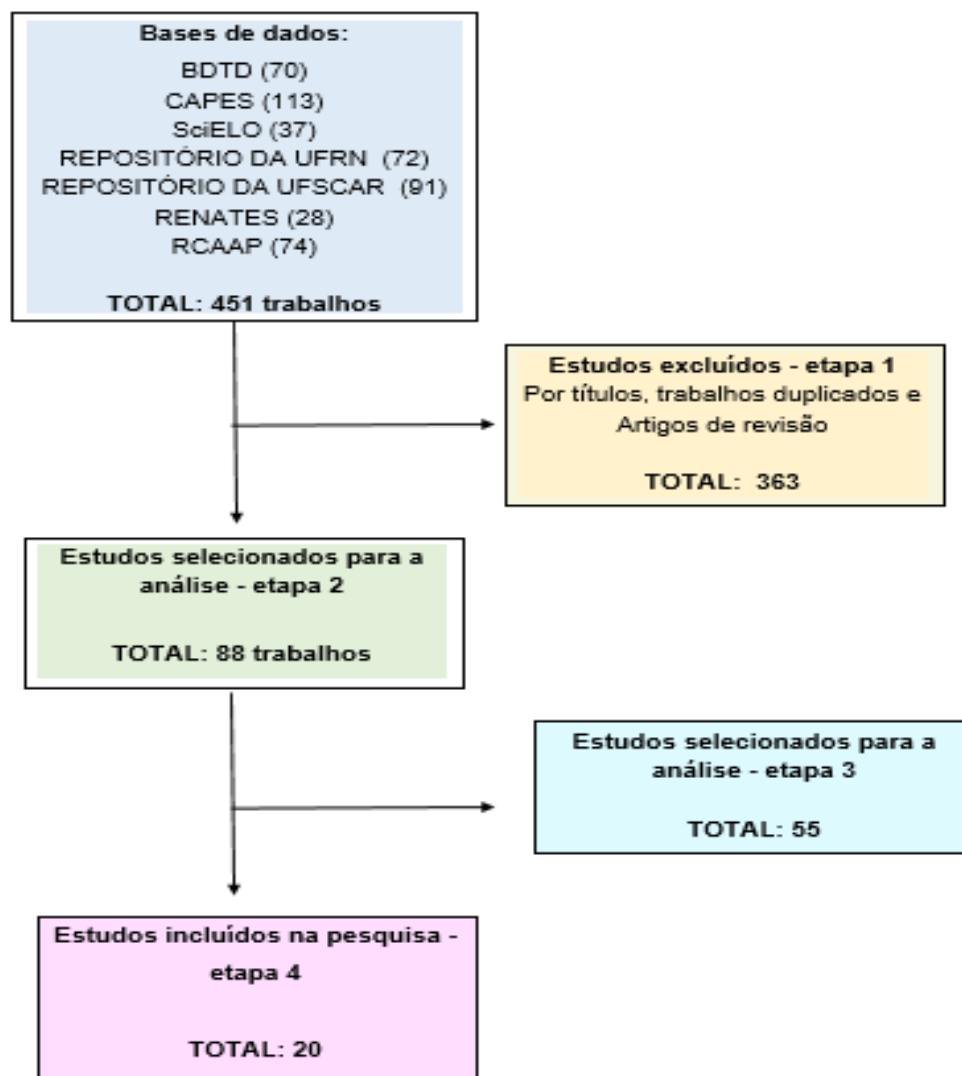 Bases de dados:
BDTD (70)
CAPES (113)
SciELO (37)
REPOSITÓRIO DA UFRN (72)
REPOSITÓRIO DA UFSCAR (91)
RENATES (28)
RCAAP (74)
TOTAL: 451 trabalhos
Estudos excluídos - etapa 1
Por títulos, trabalhos duplicados e
Artigos de revisão
TOTAL: 363
Estudos selecionados para a
análise - etapa 2
TOTAL: 88 trabalhos
Estudos selecionados para a
análise - etapa 3
TOTAL: 55
Estudos incluídos na pesquisa -
etapa 4
TOTAL: 20